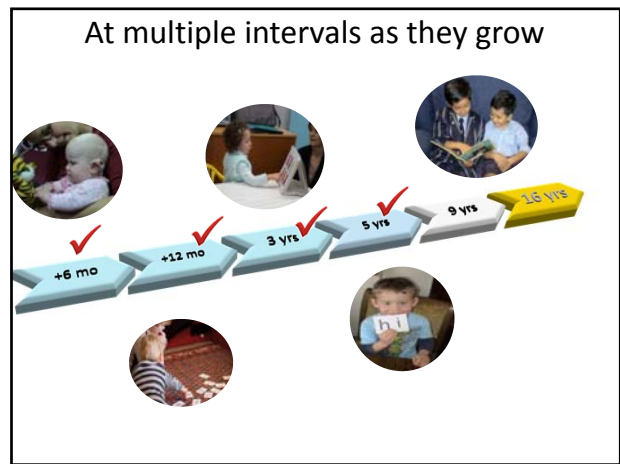 At multiple intervals as they grow
+6 mo
+12 mo
3 yrs
5 yrs
9 yrs
16 yrs
hi